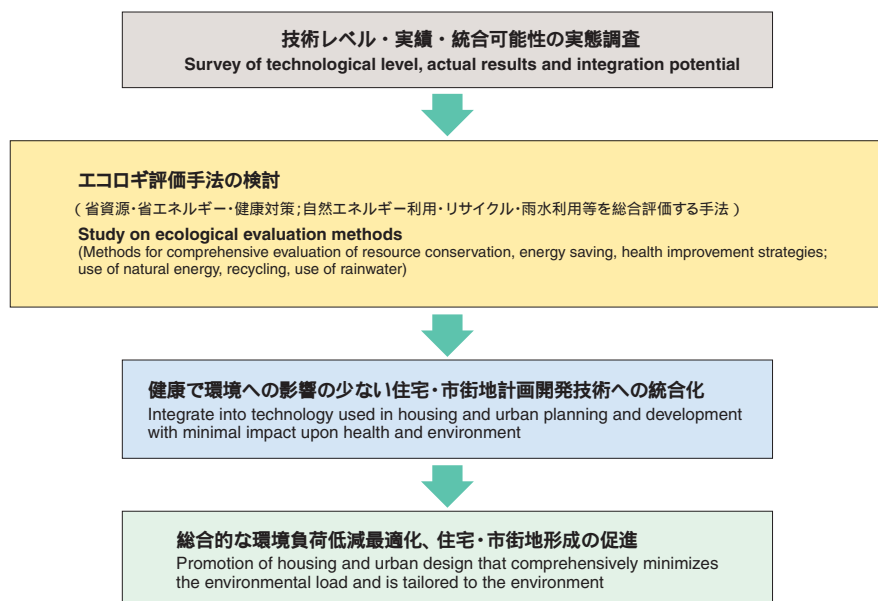 技術レベル・実績・統合可能性の実態調査
Survey of technological level, actual results and integration potential
エコロギ評価手法の検討
(省資源・省エネルギー・健康対策;自然エネルギー利用・リサイクル・雨水利用等を総合評価する手法)
Study on ecological evaluation methods
(Methods for comprehensive evaluation of resource conservation, energy saving, health improvement strategies;
use of natural energy, recycling, use of rainwater)
健康で環境への影響の少ない住宅・市街地計画開発技術への統合化
Integrate into technology used in housing and urban planning and development
with minimal impact upon health and environment
総合的な環境負荷低減最適化、住宅・市街地形成の促進
Promotion of housing and urban design that comprehensively minimizes
the environmental load and is tailored to the environment